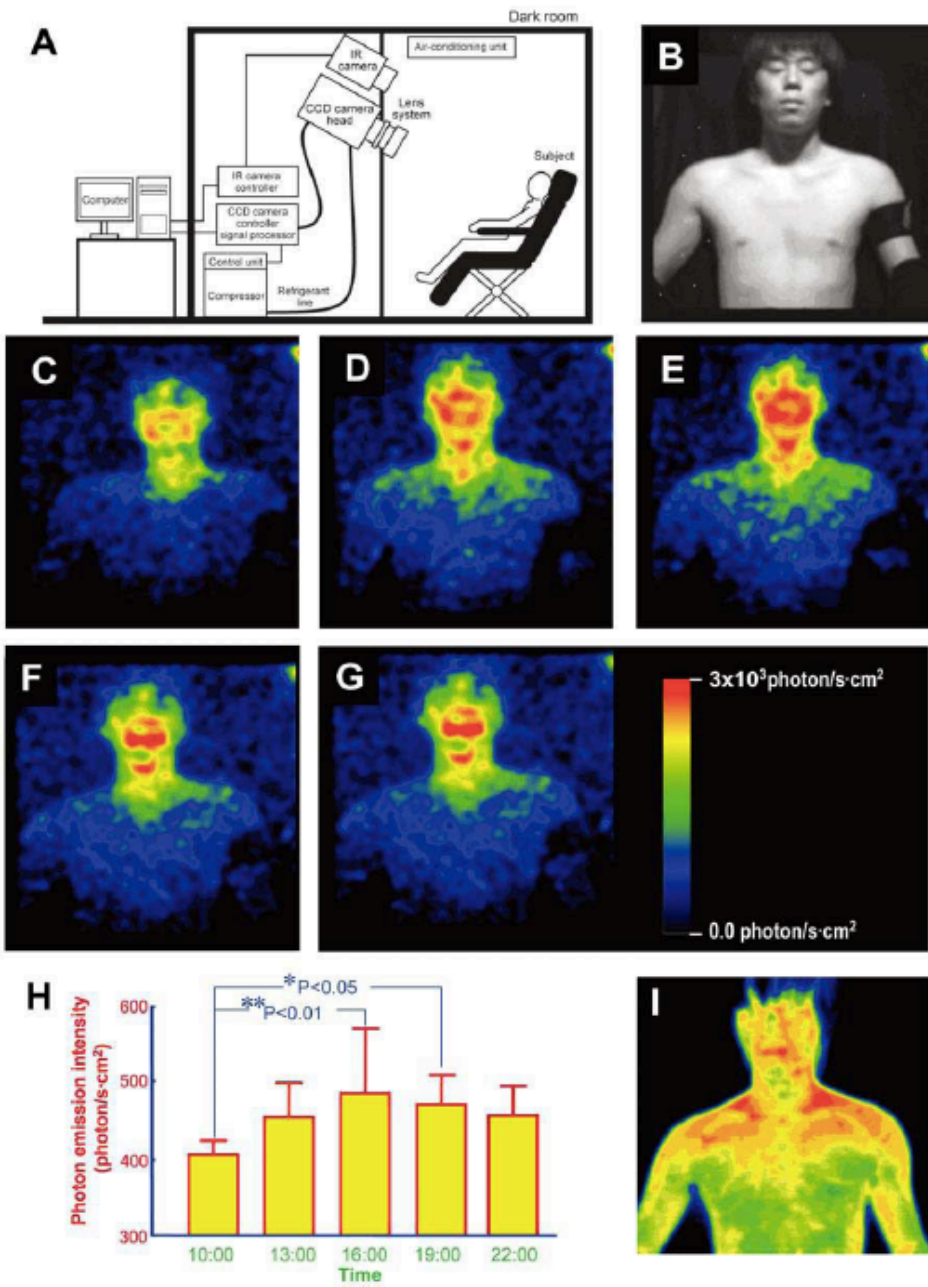 A
Dark room
Air-conditioning unit
IR
camera
CCD camera
head
Lens
system
Subject
Computer
IR camera
controller
CCD camera
controller
signal processor
Control unit
Compressor
Refrigerant
line
B
C
D
E
F
G
3x10³photon/s·cm²
0.0 photon/s·cm²
H
Photon emission intensity
(photon/s·cm²)
600
500
400
300
*P<0.05
**P<0.01
10:00 13:00 16:00 19:00 22:00
Time
I